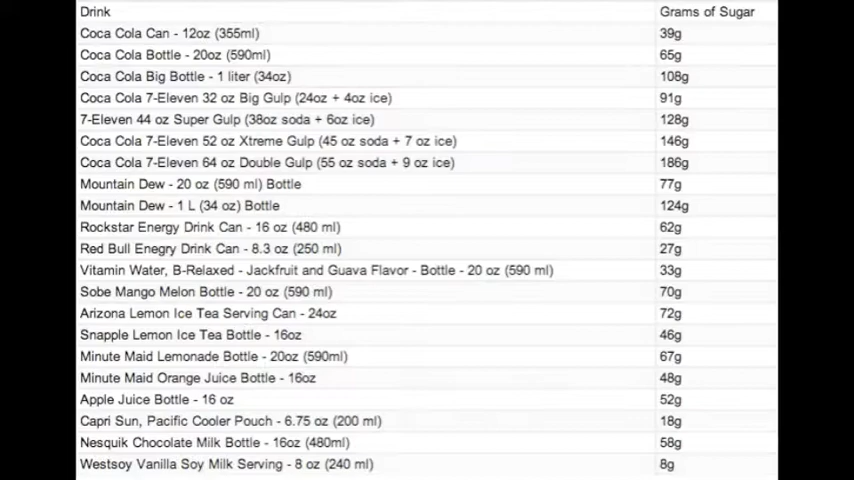 Drink Grams of Sugar
Coca Cola Can - 12oz (355ml) 39g
Coca Cola Bottle - 20oz (590ml) 65g
Coca Cola Big Bottle - 1 liter (34oz) 108g
Coca Cola 7-Eleven 32 oz Big Gulp (24oz + 4oz ice) 91g
7-Eleven 44 oz Super Gulp (38oz soda + 6oz ice) 128g
Coca Cola 7-Eleven 52 oz Xtreme Gulp (45 oz soda + 7 oz ice) 146g
Coca Cola 7-Eleven 64 oz Double Gulp (55 oz soda + 9 oz ice) 186g
Mountain Dew - 20 oz (590 ml) Bottle 77g
Mountain Dew - 1 L (34 oz) Bottle 124g
Rockstar Energy Drink Can - 16 oz (480 ml) 62g
Red Bull Enegry Drink Can - 8.3 oz (250 ml) 27g
Vitamin Water, B-Relaxed - Jackfruit and Guava Flavor - Bottle - 20 oz (590 ml) 33g
Sobe Mango Melon Bottle - 20 oz (590 ml) 70g
Arizona Lemon Ice Tea Serving Can - 24oz 72g
Snapple Lemon Ice Tea Bottle - 16oz 46g
Minute Maid Lemonade Bottle - 20oz (590ml) 67g
Minute Maid Orange Juice Bottle - 16oz 48g
Apple Juice Bottle - 16 oz 52g
Capri Sun, Pacific Cooler Pouch - 6.75 oz (200 ml) 18g
Nesquik Chocolate Milk Bottle - 16oz (480ml) 58g
Westsoy Vanilla Soy Milk Serving - 8 oz (240 ml) 8g